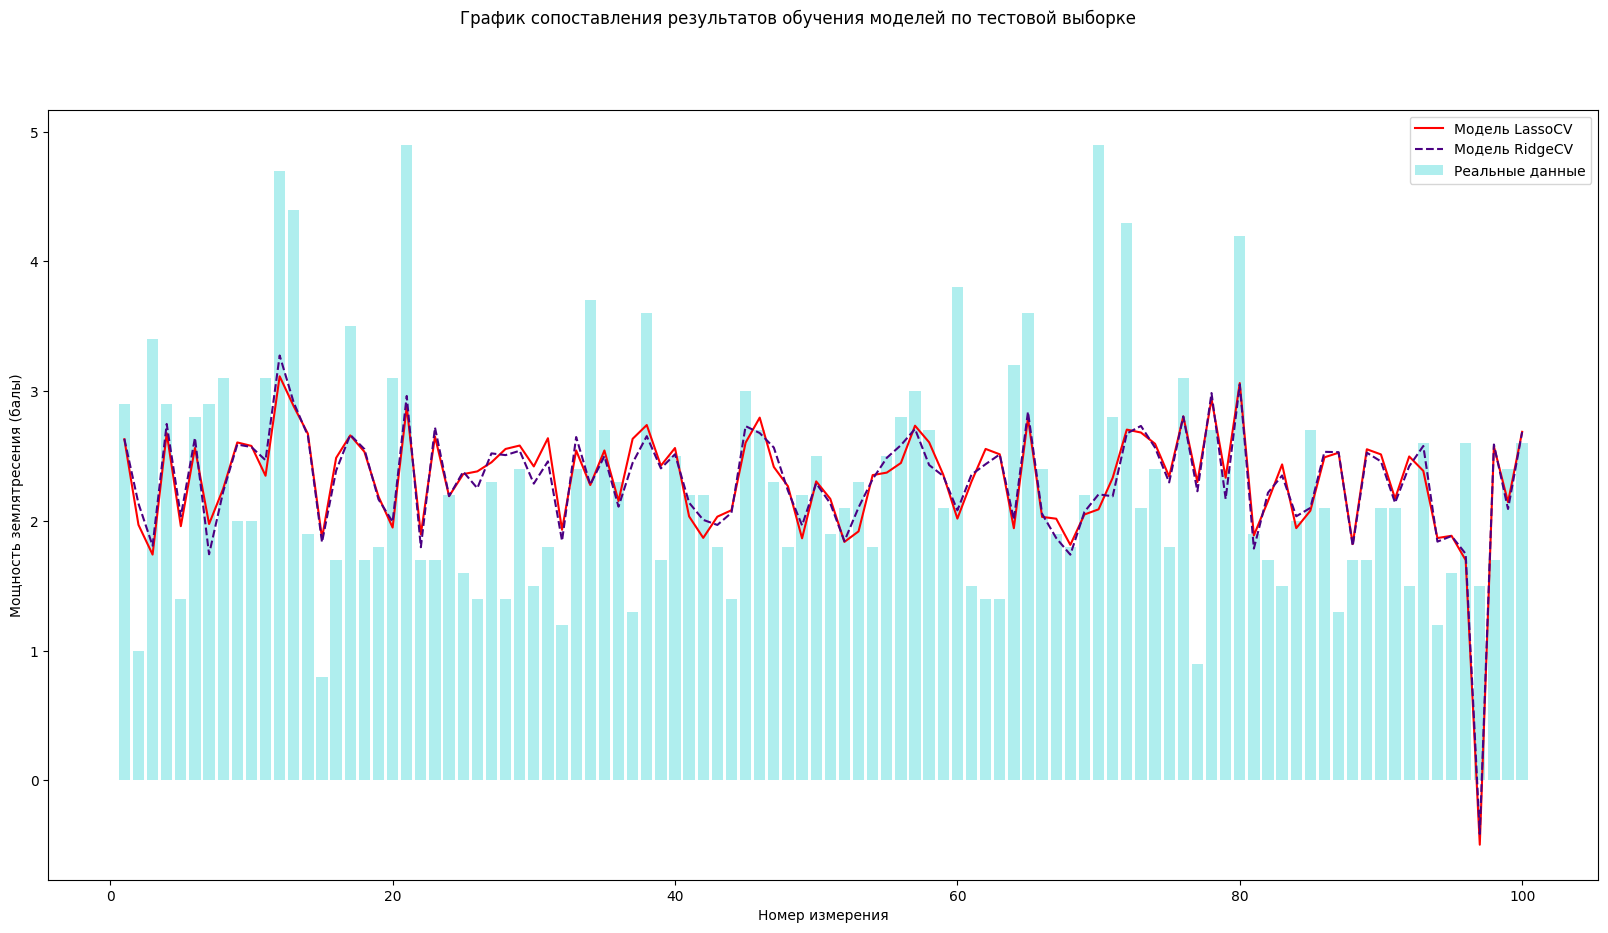 График сопоставления результатов обучения моделей по тестовой выборке
Модель LassoCV
Модель RidgeCV
Реальные данные
Мощность землятресения (балы)
5
4
3
2
1
0
0 20 40 60 80 100
Номер измерения